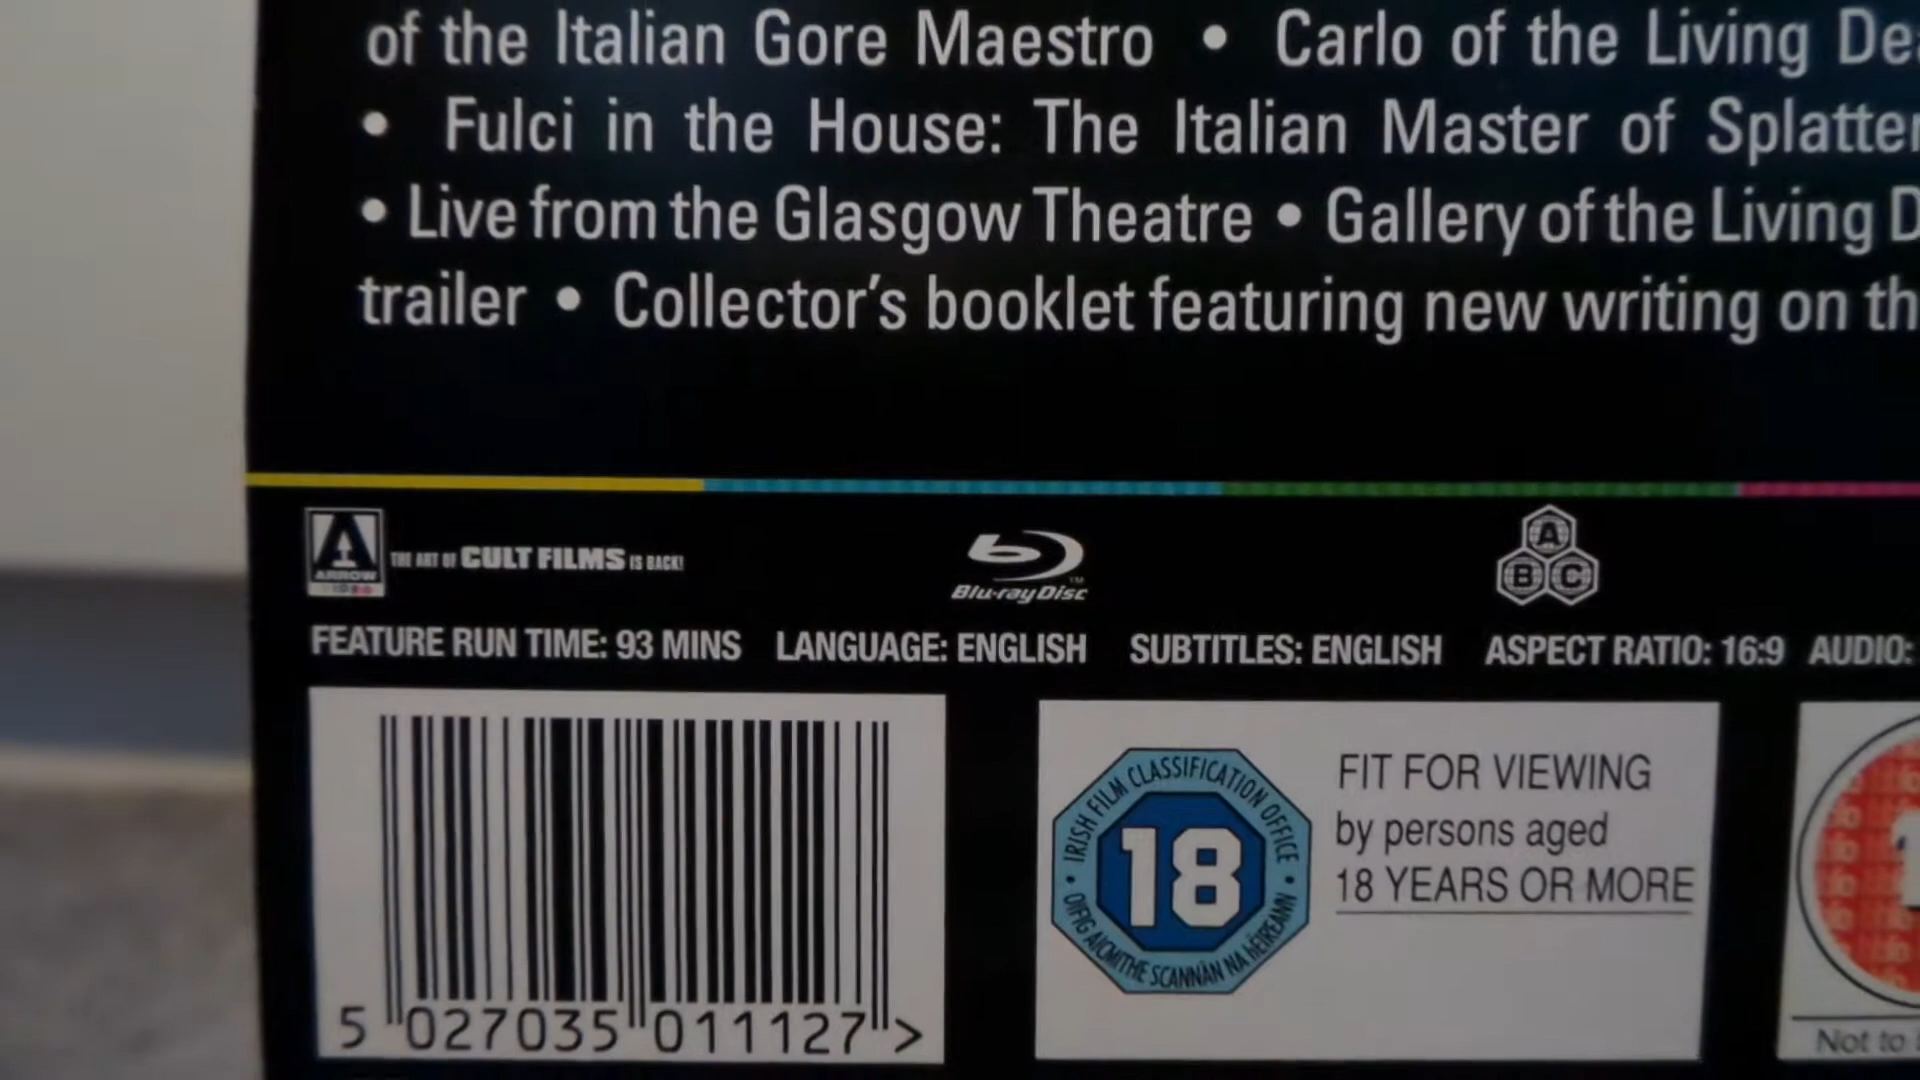 of the Italian Gore Maestro • Carlo of the Living
• Fulci in the House: The Italian Master of Splatter
• Live from the Glasgow Theatre • Gallery of the Living
trailer • Collector's booklet featuring new writing on
ARROW
THE ART OF CULT FILMS IS BACK!
Blu-ray Disc™
A
B C
FEATURE RUN TIME: 93 MINS LANGUAGE: ENGLISH SUBTITLES: ENGLISH ASPECT RATIO: 16:9 AUDIO:
5 027035 011127 >
IRISH FILM CLASSIFICATION OFFICE
18
OIFIG AICMITHE SCANNÁN NA hÉIREANN
FIT FOR VIEWING
by persons aged
18 YEARS OR MORE
Not to